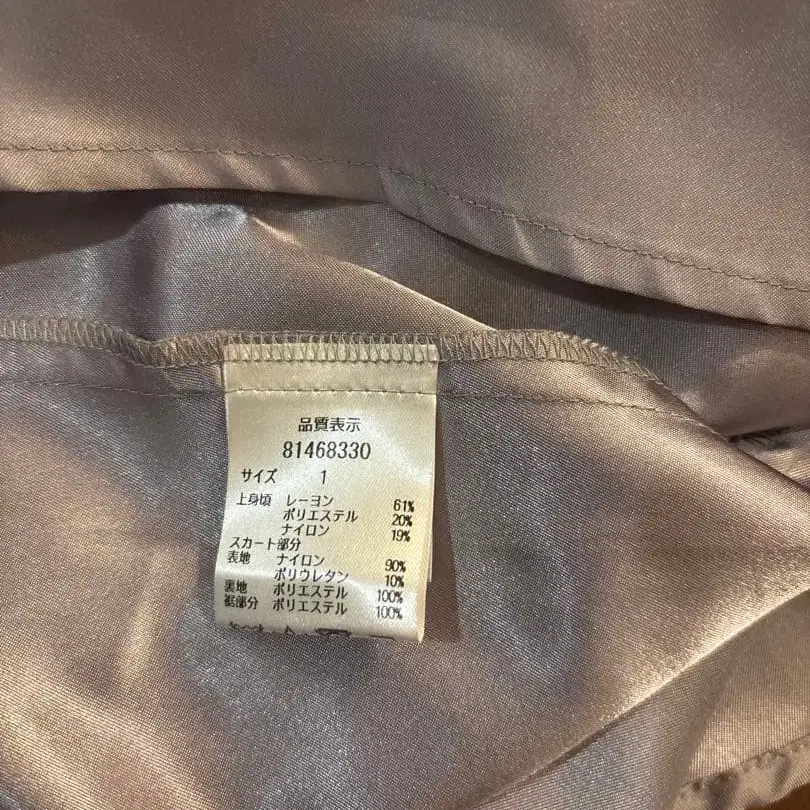 品質表示
81468330
サイズ 1
上身頃 レーヨン 61%
ポリエステル 20%
ナイロン 19%
スカート部分
表地 ナイロン 90%
ポリウレタン 10%
裏地 ポリエステル 100%
裾部分 ポリエステル 100%